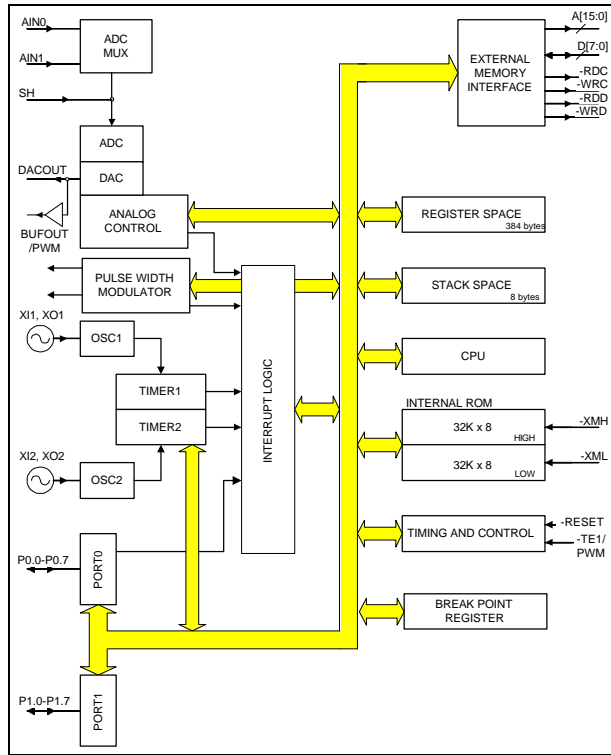 AIN0
AIN1
SH
ADC
MUX
ADC
DAC
DACOUT
BUFOUT
/PWM
ANALOG
CONTROL
PULSE WIDTH
MODULATOR
XI1, XO1
OSC1
TIMER1
TIMER2
XI2, XO2
OSC2
INTERRUPT LOGIC
P0.0-P0.7
PORT0
P1.0-P1.7
PORT1
EXTERNAL
MEMORY
INTERFACE
A[15:0]
D[7:0]
-RDC
-WRC
-RDD
-WRD
REGISTER SPACE
384 bytes
STACK SPACE
8 bytes
CPU
INTERNAL ROM
32K x 8
HIGH
32K x 8
LOW
-XMH
-XML
TIMING AND CONTROL
-RESET
-TE1/
PWM
BREAK POINT
REGISTER